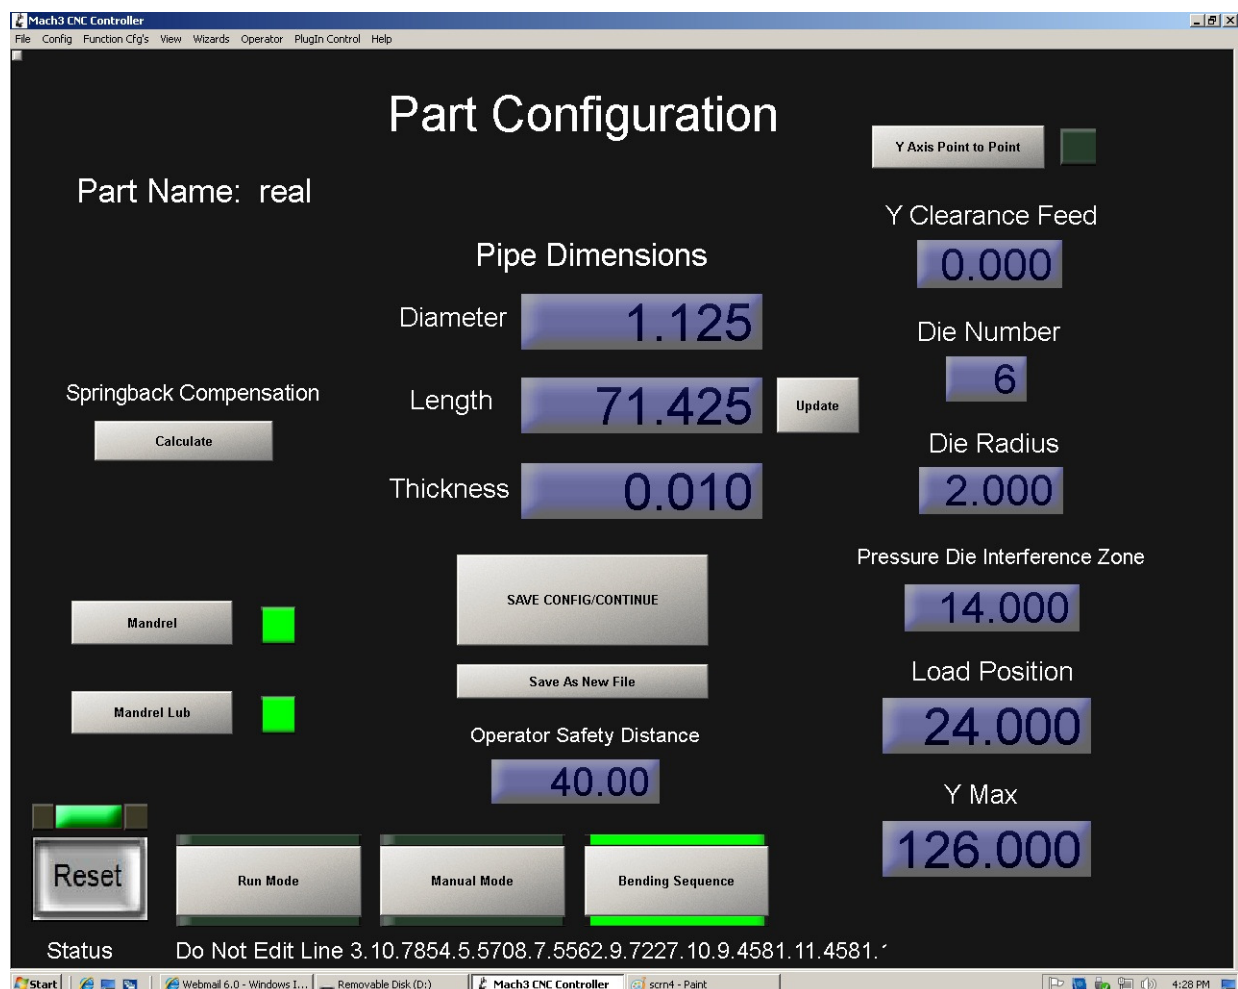 Mach3 CNC Controller
File Config Function Cfg's View Wizards Operator PlugIn Control Help
Part Configuration
Y Axis Point to Point
Part Name: real
Y Clearance Feed
0.000
Pipe Dimensions
Diameter 1.125
Die Number
6
Springback Compensation
Calculate
Length 71.425 Update
Die Radius
2.000
Thickness 0.010
Pressure Die Interference Zone
14.000
SAVE CONFIG/CONTINUE
Mandrel
Save As New File
Load Position
24.000
Mandrel Lub
Operator Safety Distance
40.00
Y Max
126.000
Reset
Run Mode
Manual Mode
Bending Sequence
Status Do Not Edit Line 3.10.7854.5.5708.7.5562.9.7227.10.9.4581.11.4581.
Start Webmail 6.0 - Windows I... Removable Disk (D:) Mach3 CNC Controller scrn4 - Paint 4:28 PM